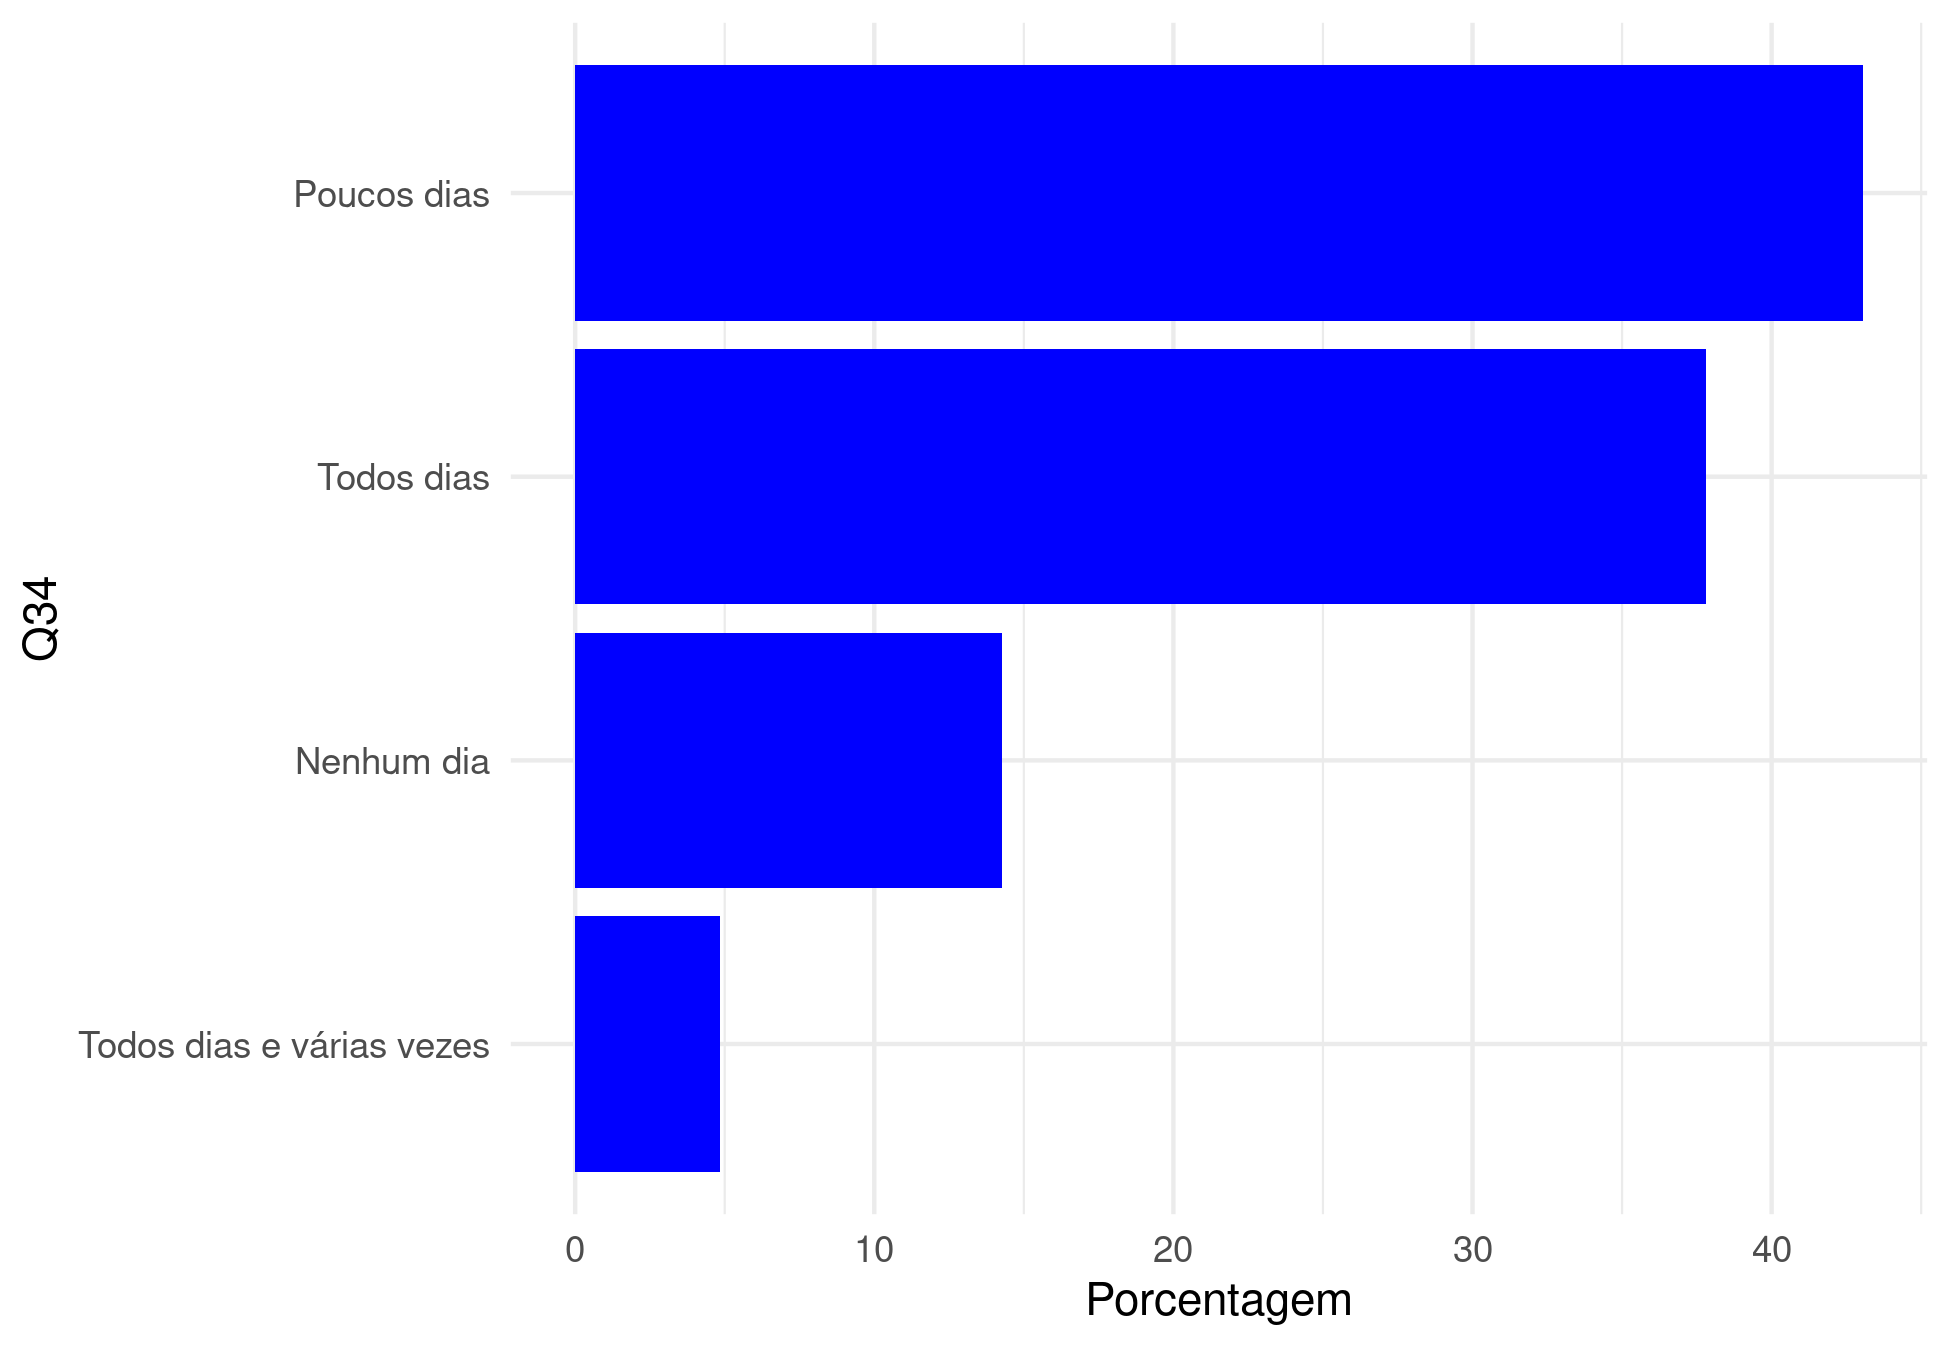 Poucos dias
Todos dias
Nenhum dia
Todos dias e várias vezes
Q34
0 10 20 30 40
Porcentagem